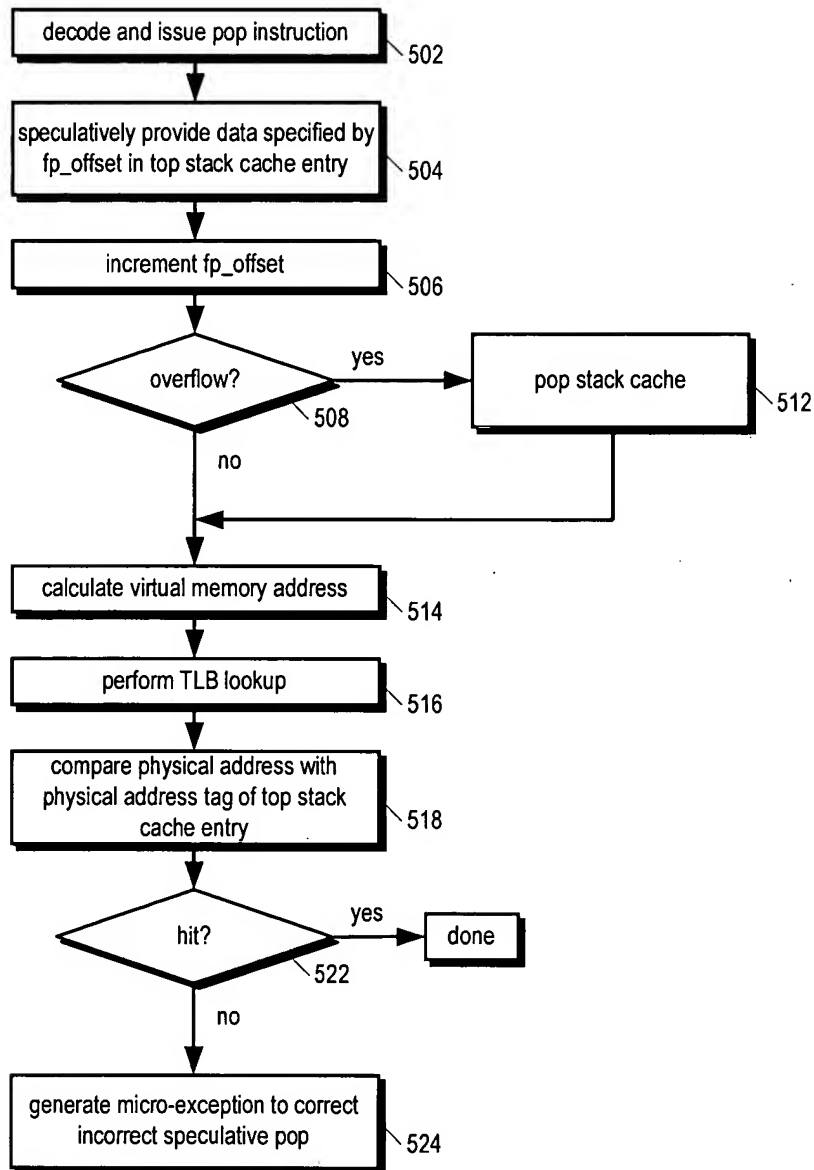 decode and issue pop instruction
502
speculatively provide data specified by
fp_offset in top stack cache entry
504
increment fp_offset
506
overflow?
508
yes
pop stack cache
512
no
calculate virtual memory address
514
perform TLB lookup
516
compare physical address with
physical address tag of top stack
cache entry
518
hit?
522
yes
done
no
generate micro-exception to correct
incorrect speculative pop
524